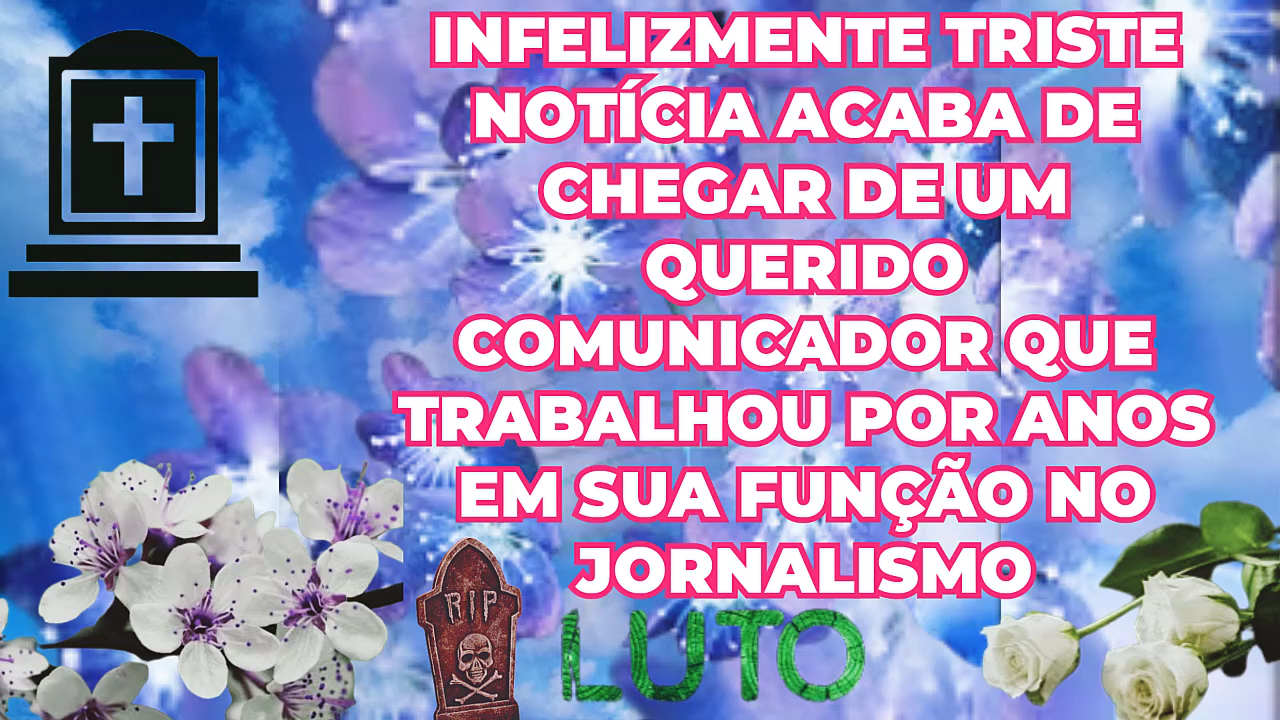 INFELIZMENTE TRISTE
NOTÍCIA ACABA DE
CHEGAR DE UM
QUERIDO
COMUNICADOR QUE
TRABALHOU POR ANOS
EM SUA FUNÇÃO NO
JORNALISMO
RIP
LUTO